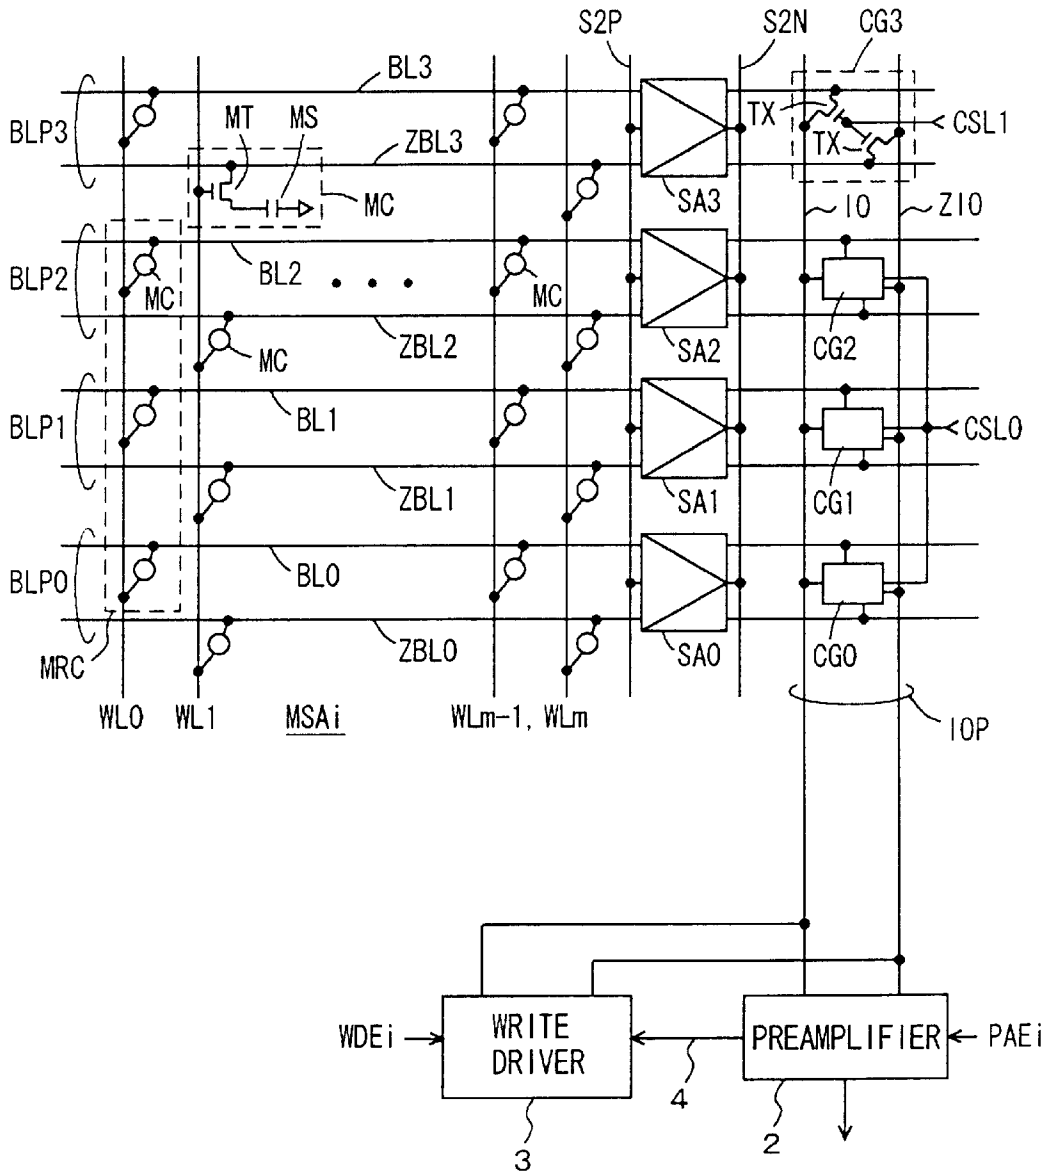 S2P
S2N
CG3
BL3
BLP3
MT
MS
TX
CSL1
ZBL3
TX
MC
SA3
IO
ZIO
BLP2
MC
BL2
MC
ZBL2
MC
SA2
CG2
BLP1
BL1
CSL0
ZBL1
SA1
CG1
BLP0
BL0
MRC
ZBL0
SA0
CG0
WL0
WL1
MSAi
WLm-1, WLm
IOP
WDEi
WRITE
DRIVER
4
PREAMPLIFIER
PAEi
3
2